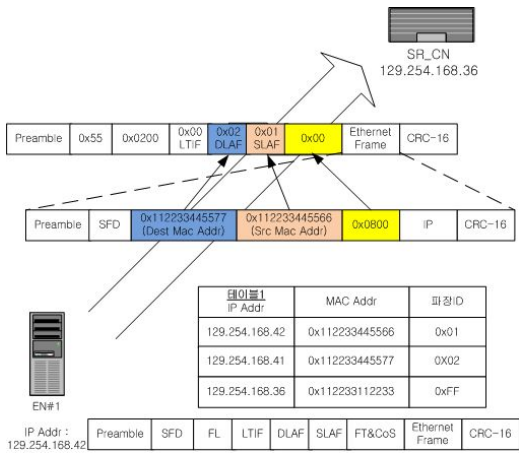 SR_CN
129.254.168.36
Preamble 0x55 0x0200 0x00 LTIF 0x02 DLAF 0x01 SLAF 0x00 Ethernet Frame CRC-16
Preamble SFD 0x112233445577 (Dest Mac Addr) 0x112233445566 (Src Mac Addr) 0x0800 IP CRC-16
테이블1
IP Addr MAC Addr 파장ID
129.254.168.42 0x112233445566 0x01
129.254.168.41 0x112233445577 0X02
129.254.168.36 0x112233112233 0xFF
EN#1
IP Addr :
129.254.168.42
Preamble SFD FL LTIF DLAF SLAF FT&CoS Ethernet Frame CRC-16